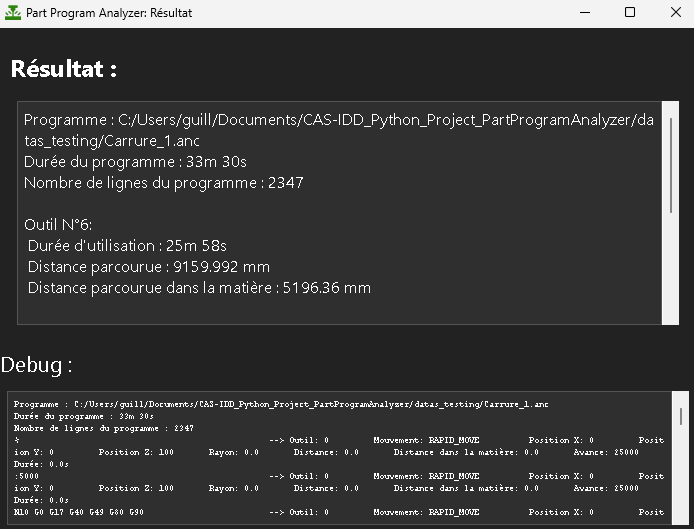 Part Program Analyzer: Résultat
Résultat :
Programme : C:/Users/guill/Documents/CAS-IDD_Python_Project_PartProgramAnalyzer/da
tas_testing/Carrure_1.anc
Durée du programme : 33m 30s
Nombre de lignes du programme : 2347
Outil N°6:
Durée d'utilisation : 25m 58s
Distance parcourue : 9159.992 mm
Distance parcourue dans la matière : 5196.36 mm
Debug :
Programme : C:/Users/guill/Documents/CAS-IDD_Python_Project_PartProgramAnalyzer/datas_testing/Carrure_1.anc
Durée du programme : 33m 30s
Nombre de lignes du programme : 2347
% --> Outil: 0 Mouvement: RAPID_MOVE Position X: 0 Posit
ion Y: 0 Position Z: 100 Rayon: 0.0 Distance: 0.0 Distance dans la matière: 0.0 Avance: 25000
Durée: 0.0s
:5000 --> Outil: 0 Mouvement: RAPID_MOVE Position X: 0 Posit
ion Y: 0 Position Z: 100 Rayon: 0.0 Distance: 0.0 Distance dans la matière: 0.0 Avance: 25000
Durée: 0.0s
N10 G0 G17 G40 G49 G80 G90 --> Outil: 0 Mouvement: RAPID_MOVE Position X: 0 Posit